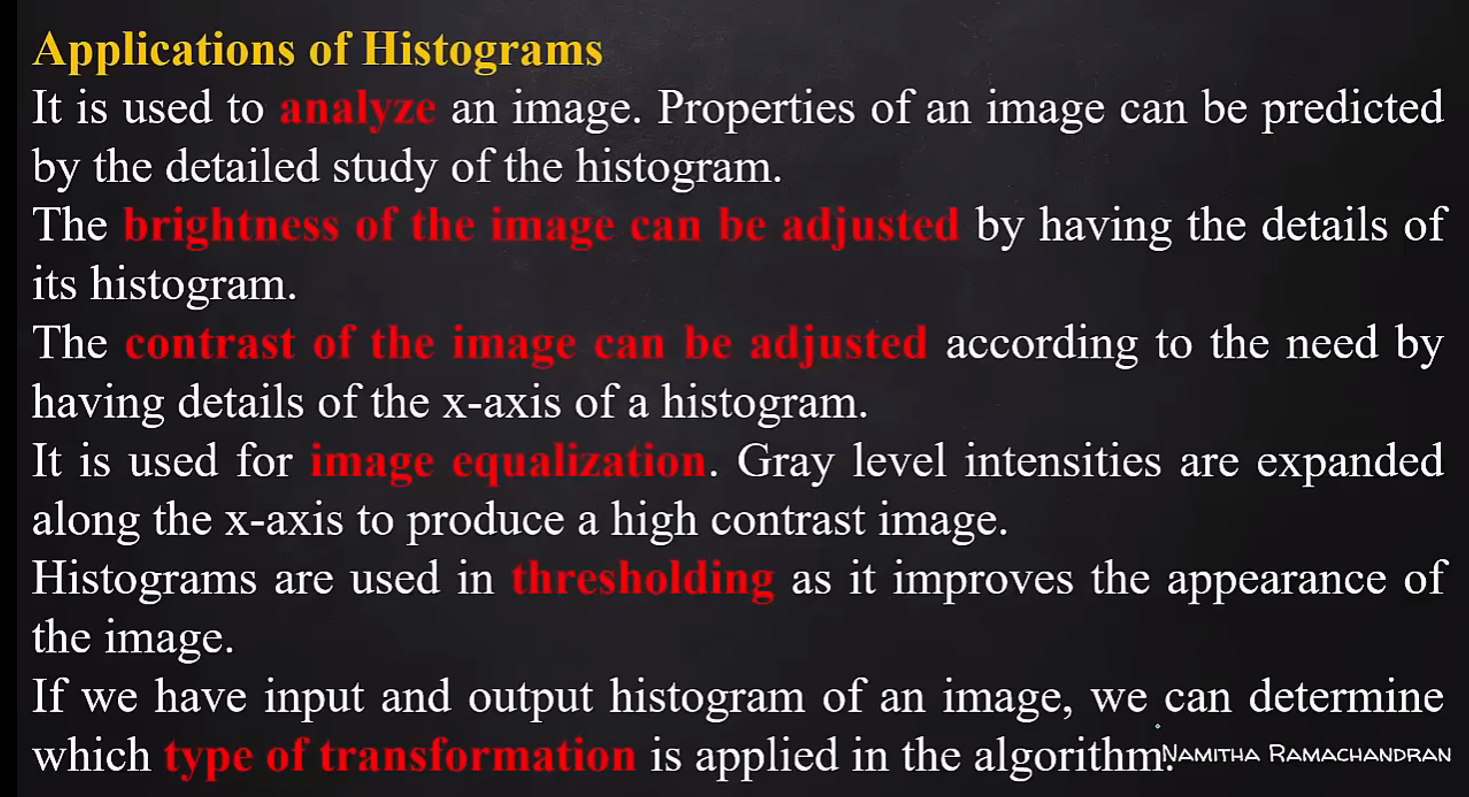 Applications of Histograms
It is used to analyze an image. Properties of an image can be predicted
by the detailed study of the histogram.
The brightness of the image can be adjusted by having the details of
its histogram.
The contrast of the image can be adjusted according to the need by
having details of the x-axis of a histogram.
It is used for image equalization. Gray level intensities are expanded
along the x-axis to produce a high contrast image.
Histograms are used in thresholding as it improves the appearance of
the image.
If we have input and output histogram of an image, we can determine
which type of transformation is applied in the algorithm.
NAMITHA RAMACHANDRAN